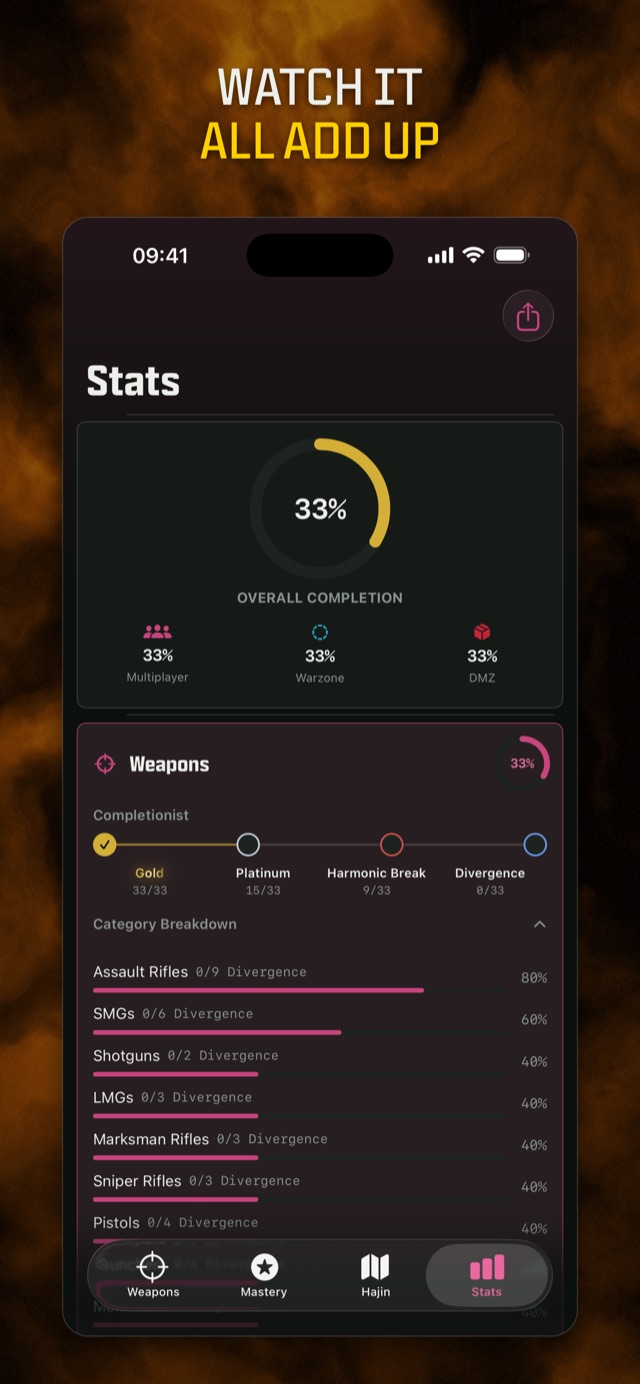 WATCH IT
ALL ADD UP
09:41
Stats
33%
OVERALL COMPLETION
33% 33% 33%
Multiplayer Warzone DMZ
Weapons 33%
Completionist
Gold Platinum Harmonic Break Divergence
33/33 15/33 9/33 0/33
Category Breakdown
Assault Rifles 0/9 Divergence 80%
SMGs 0/6 Divergence 60%
Shotguns 0/2 Divergence 40%
LMGs 0/3 Divergence 40%
Marksman Rifles 0/3 Divergence 40%
Sniper Rifles 0/3 Divergence 40%
Pistols 0/4 Divergence 40%
Weapons Mastery Hajin Stats
40%